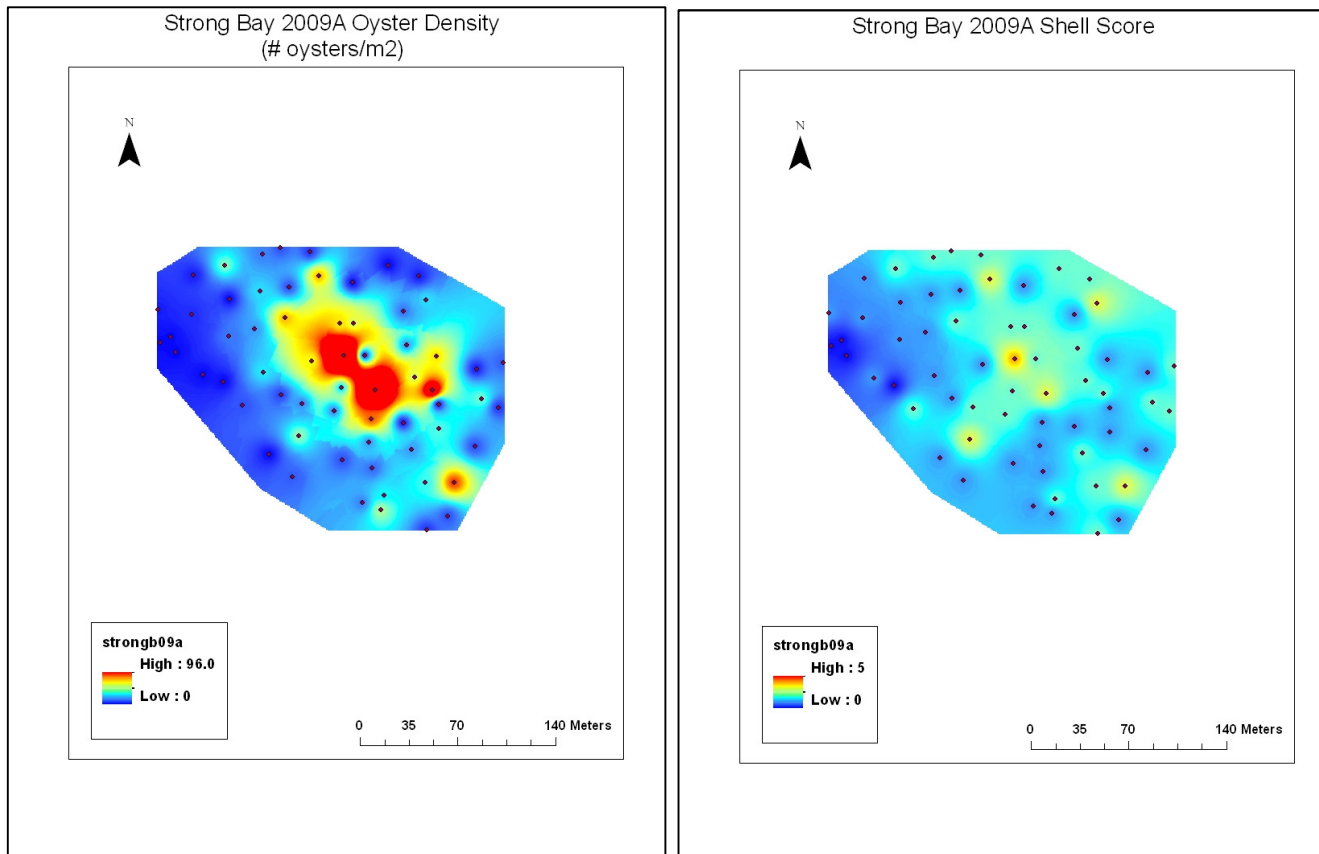 Strong Bay 2009A Oyster Density
(# oysters/m2)
N
strongb09a
High : 96.0
Low : 0
0 35 70 140 Meters
Strong Bay 2009A Shell Score
N
strongb09a
High : 5
Low : 0
0 35 70 140 Meters